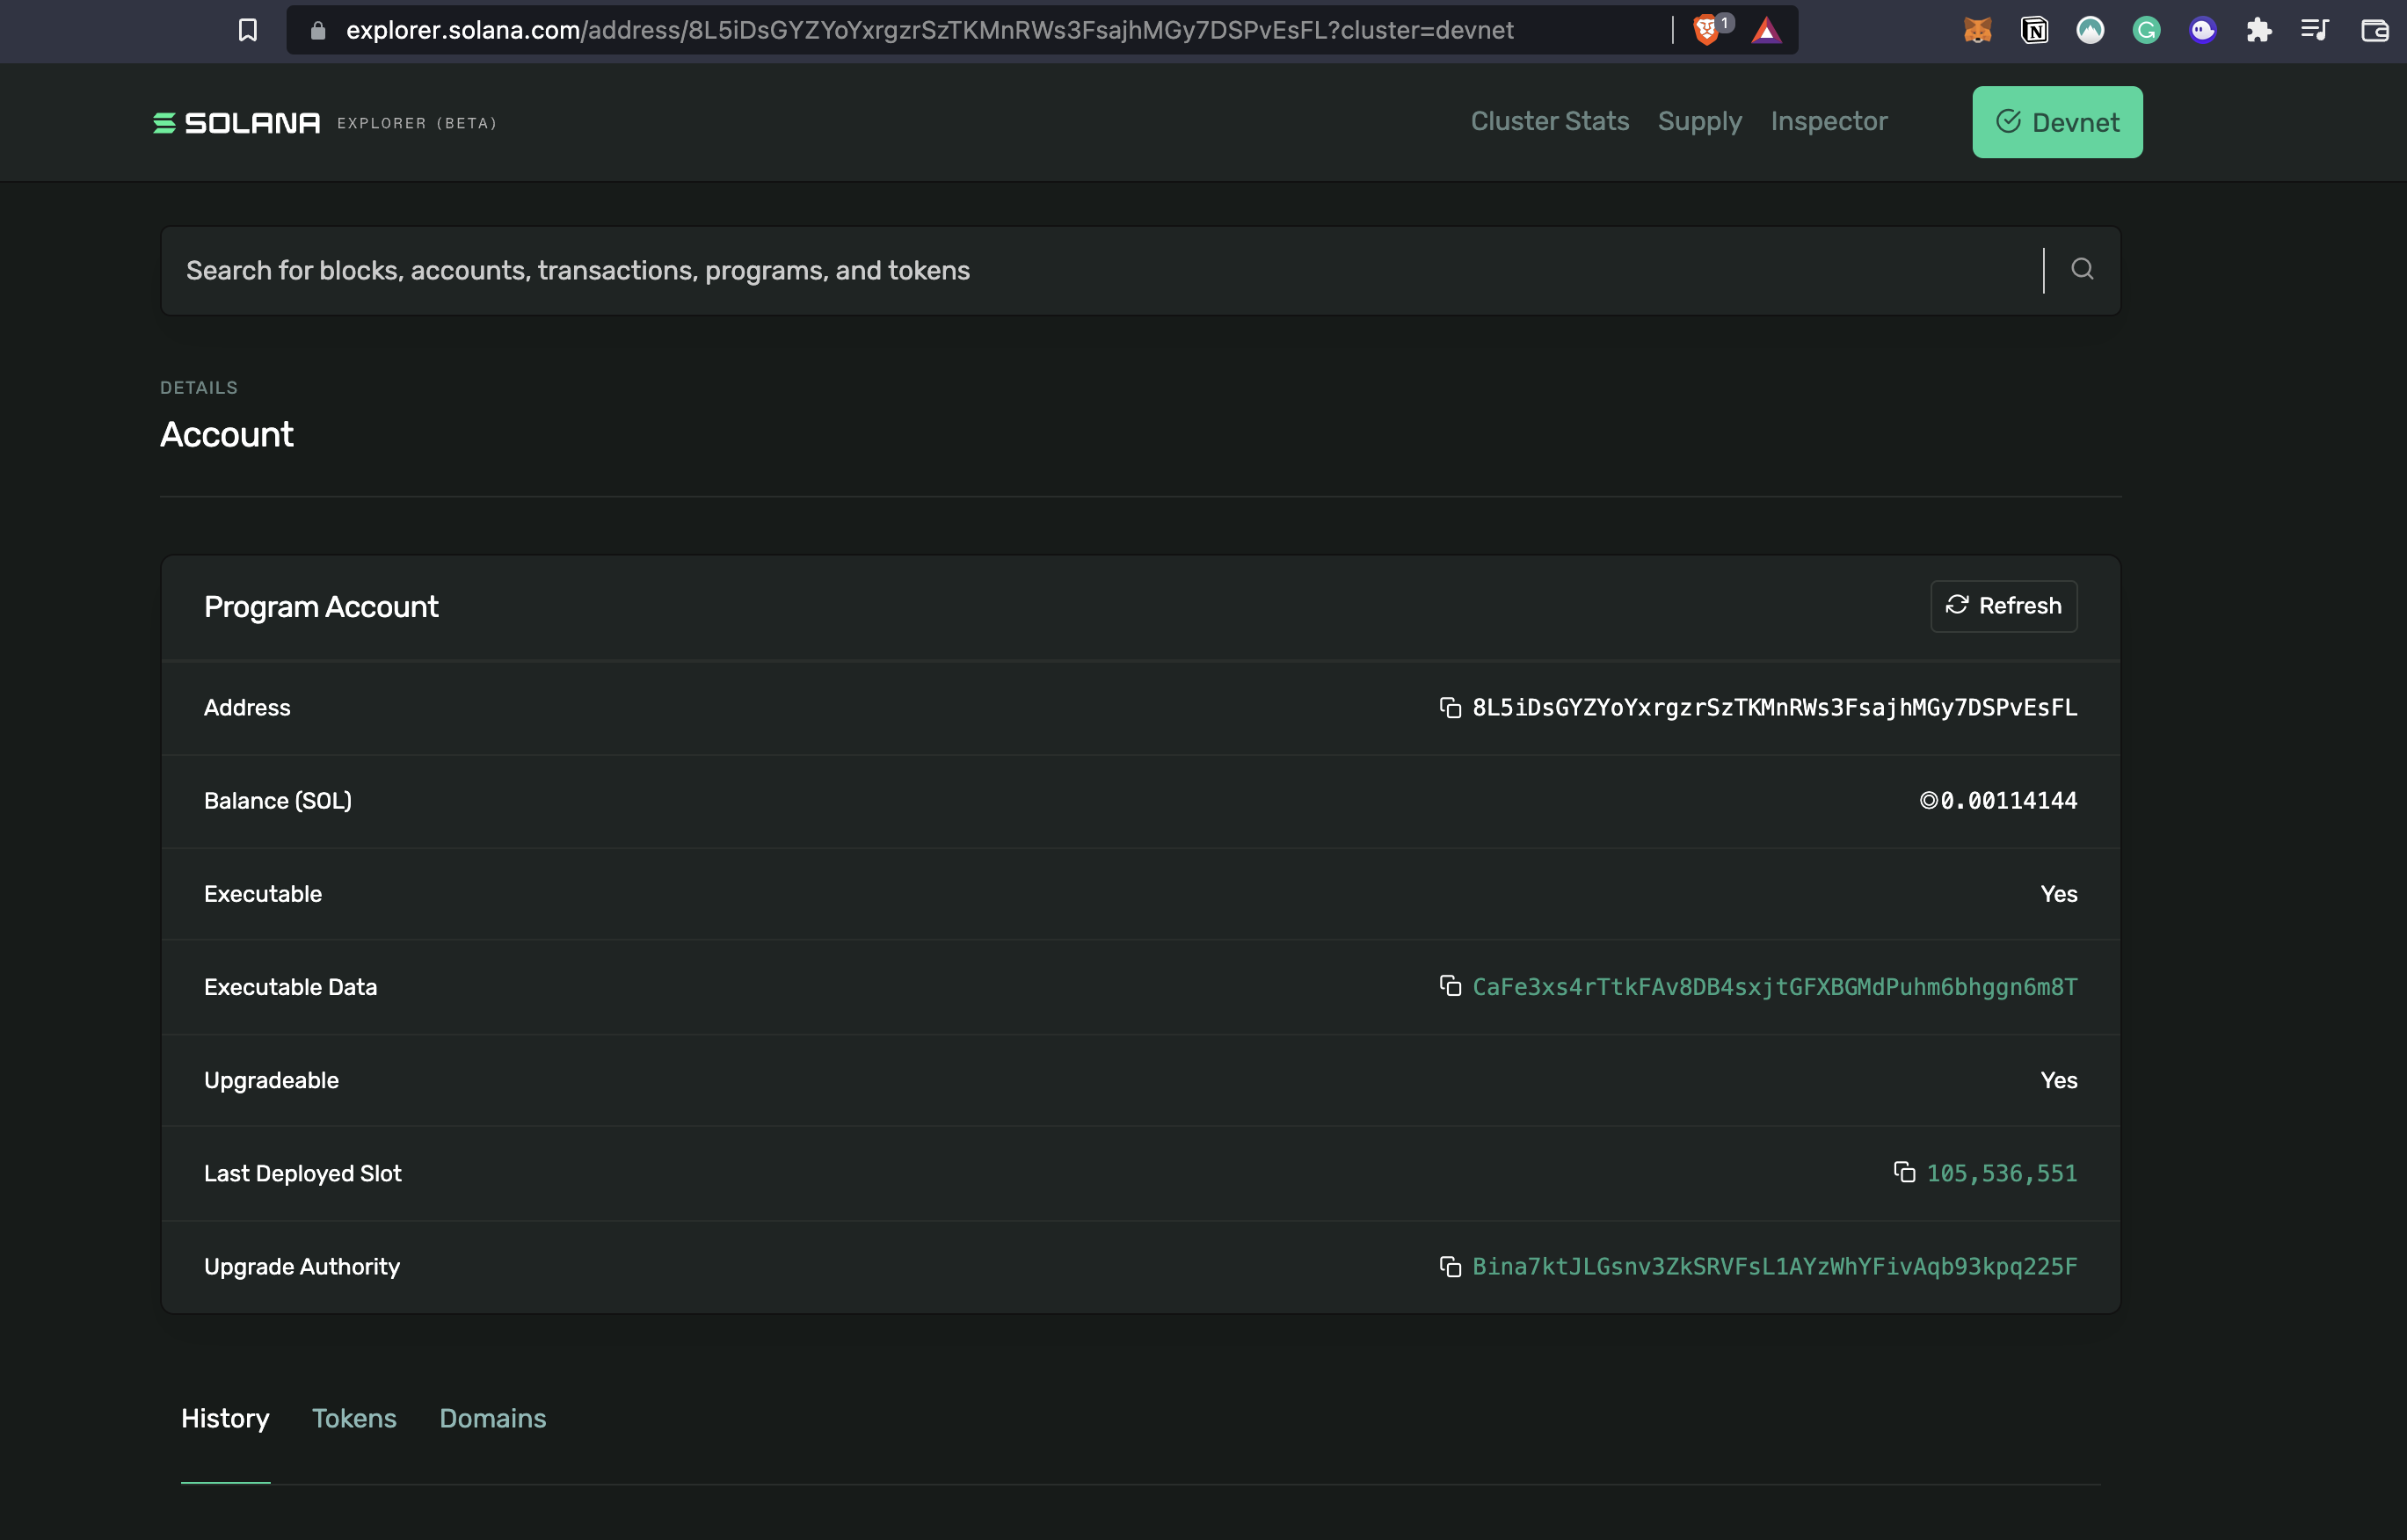 explorer.solana.com/address/8L5iDsGYZYoYxrgzrSzTKMnRWs3FsajhMGy7DSPvEsFL?cluster=devnet
1
SOLANA EXPLORER (BETA)
Cluster Stats Supply Inspector Devnet
Search for blocks, accounts, transactions, programs, and tokens
DETAILS
Account
Program Account Refresh
Address 8L5iDsGYZYoYxrgzrSzTKMnRWs3FsajhMGy7DSPvEsFL
Balance (SOL) ◎0.00114144
Executable Yes
Executable Data CaFe3xs4rTtkFAv8DB4sxjtGFXBGMdPuhm6bhggn6m8T
Upgradeable Yes
Last Deployed Slot 105,536,551
Upgrade Authority Bina7ktJLGsnv3ZkSRVFsL1AYzWhYFivAqb93kpq225F
History Tokens Domains